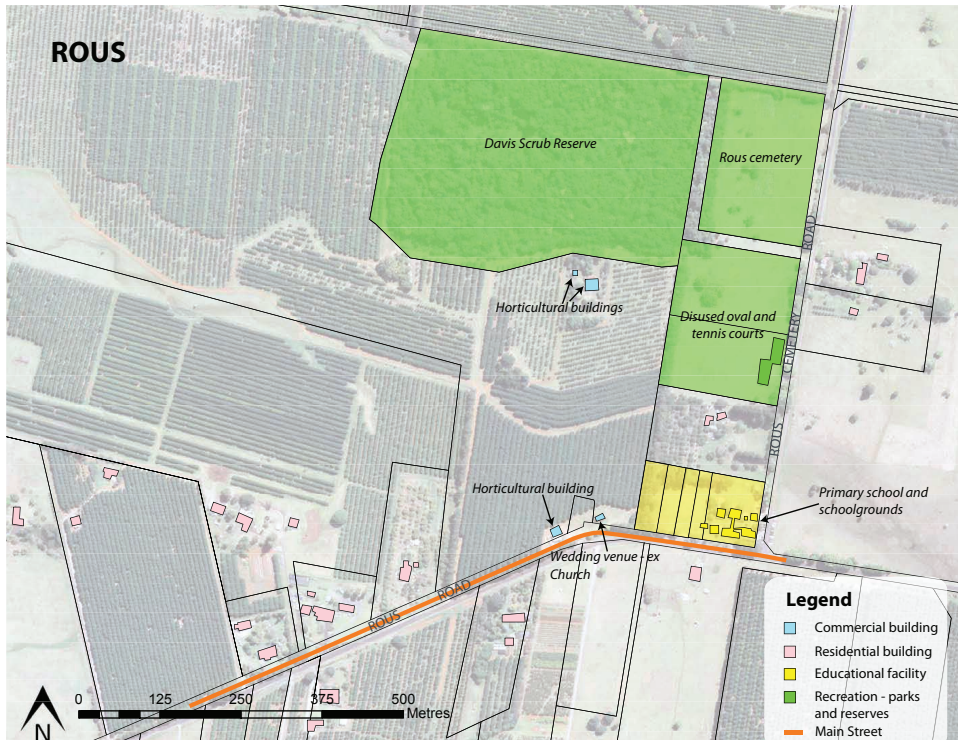 ROUS
Davis Scrub Reserve
Rous cemetery
Horticultural buildings
Disused oval and
tennis courts
ROUS CEMETERY ROAD
Horticultural building
Primary school and
schoolgrounds
Wedding venue - ex
Church
ROUS ROAD
Legend
Commercial building
Residential building
Educational facility
Recreation - parks
and reserves
Main Street
0 125 250 375 500
Metres
N